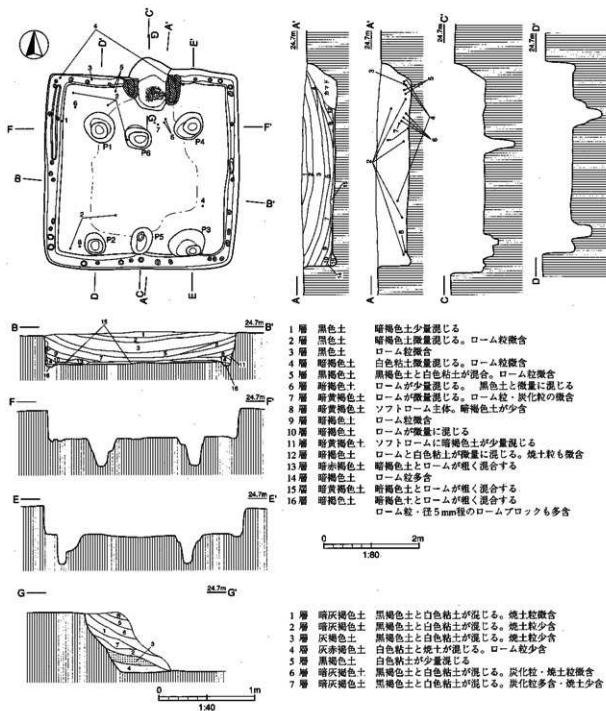 C'
G
A'
D'
E'
F
F'
B
B'
P1
P6
P4
P2
P5
P3
D
C
A
E
24.7m
A'
カマド
A
24.7m
A'
A
24.7m
C'
C
24.7m
D'
D
B
24.7m
B'
F
F'
E
E'
G
24.7m
G'
1層 黒色土 暗褐色土少量混じる
2層 黒色土 暗褐色土微量混じる。ローム粒微含
3層 黒色土 ローム粒微含
4層 暗褐色土 白色粘土微量混じる。ローム粒微含
5層 黒褐色土 黒褐色土と白色粘土が混合。ローム粒微含
6層 暗褐色土 ロームが少量混じる。 黒色土と微量に混じる
7層 暗黄褐色土 ロームが微量混じる。ローム粒・炭化粒の微含
8層 暗黄褐色土 ソフトローム主体。暗褐色土が少含
9層 暗褐色土 ローム粒微含
10層 暗褐色土 ロームが微量に混じる
11層 暗黄褐色土 ソフトロームに暗褐色土が少量混じる
12層 暗褐色土 ロームと白色粘土が微量に混じる。焼土粒も微含
13層 暗赤褐色土 暗褐色土とロームが粗く混合する
14層 暗褐色土 ローム粒多含
15層 暗黄褐色土 暗褐色土とロームが粗く混合する
16層 暗褐色土 暗褐色土とロームが粗く混合する
ローム粒・径5mm程のロームブロックも多含
0 2m
1:80
1層 暗灰褐色土 黒褐色土と白色粘土が混じる。焼土粒微含
2層 暗灰褐色土 黒褐色土と白色粘土が混じる。焼土粒少含
3層 灰褐色土 黒褐色土と白色粘土が混じる。焼土粒少含
4層 灰赤褐色土 白色粘土と焼土が混じる。ローム粒少含
5層 黒褐色土 白色粘土が少量混じる
6層 暗灰褐色土 黒褐色土と白色粘土が混じる。炭化粒・焼土粒微含
7層 暗灰褐色土 黒褐色土と白色粘土が混じる。炭化粒多含・焼土少含
0 1m
1:40